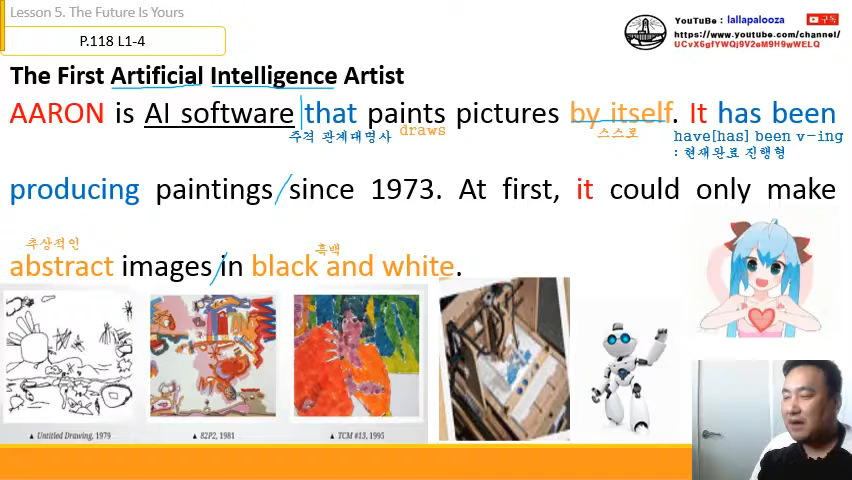 Lesson 5. The Future Is Yours
P.118 L1-4
YouTuBe : lallapalooza 구독
https://www.youtube.com/channel/
UCvX6gfYWQj9V2eM9H9wWELQ
The First Artificial Intelligence Artist
AARON is AI software that paints pictures by itself. It has been
주격 관계대명사 draws 스스로 have[has] been v-ing
: 현재완료 진행형
producing paintings since 1973. At first, it could only make
추상적인 흑백
abstract images in black and white.
▲ Untitled Drawing, 1979 ▲ 82P2, 1981 ▲ TCM #13, 1995